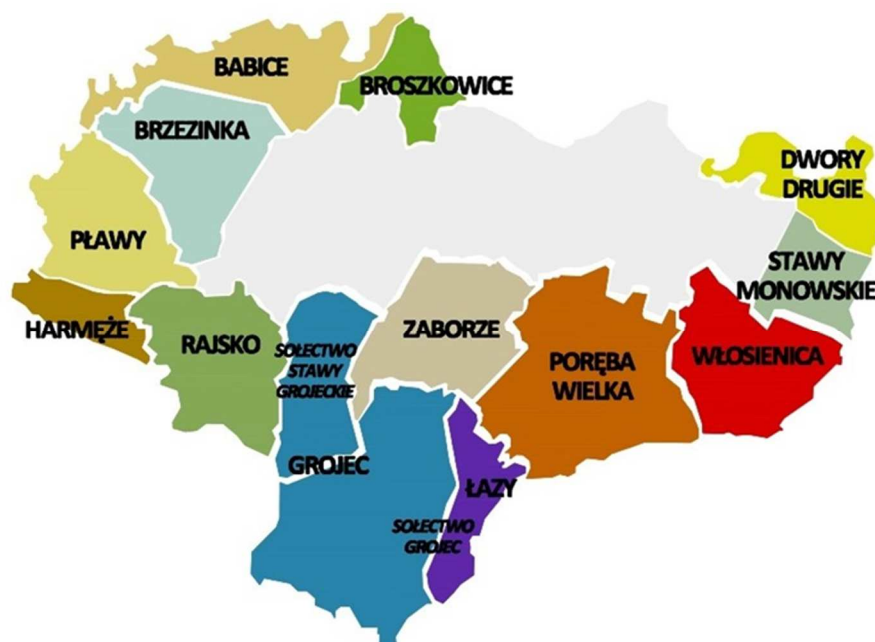 BABICE
BROSZKOWICE
BRZEZINKA
DWORY
DRUGIE
PŁAWY
STAWY
MONOWSKIE
HARMĘŻE
RAJSKO
SOŁECTWO
STAWY
GROJECKIE
ZABORZE
PORĘBA
WIELKA
WŁOSIENICA
GROJEC
ŁAZY
SOŁECTWO
GROJEC